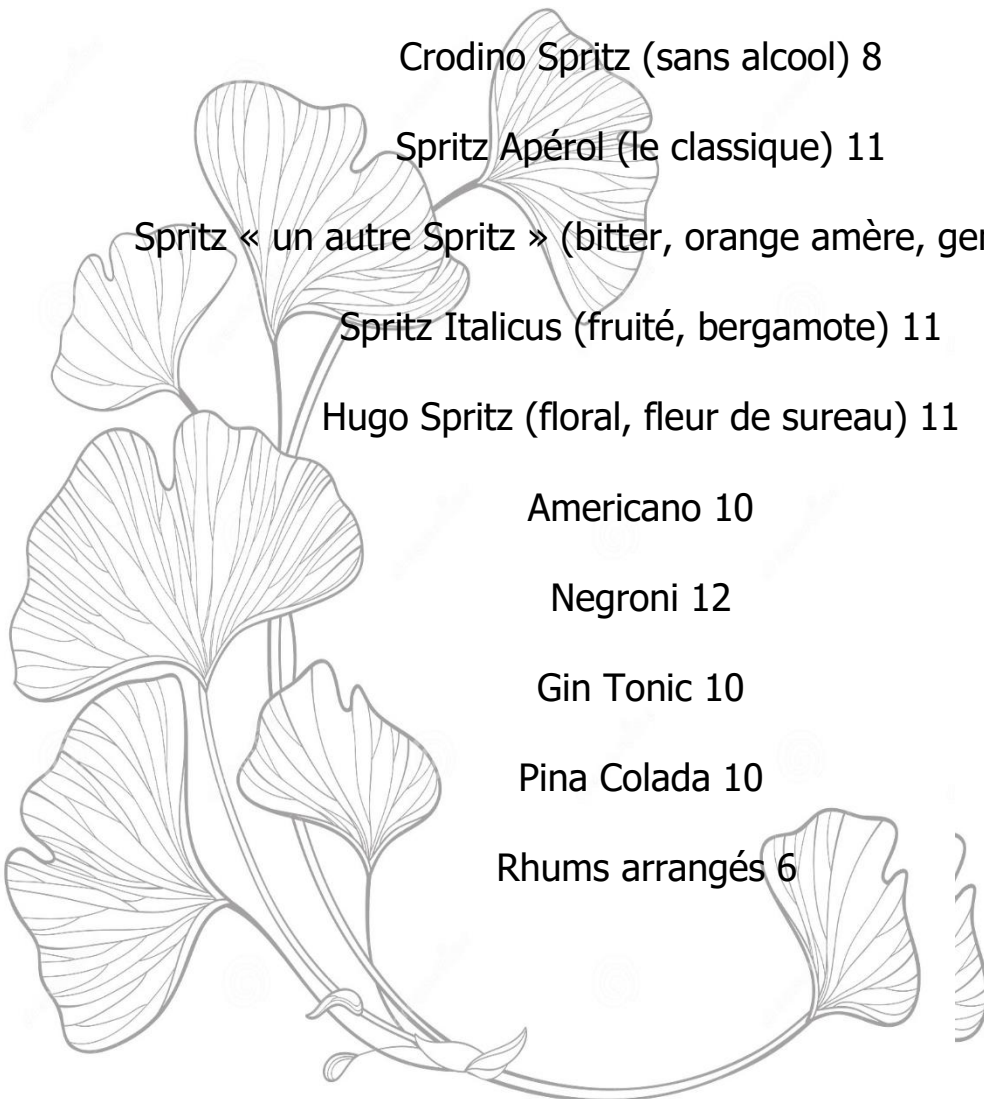 Crodino Spritz (sans alcool) 8
Spritz Apérol (le classique) 11
Spritz « un autre Spritz » (bitter, orange amère,
Spritz Italicus (fruité, bergamote) 11
Hugo Spritz (floral, fleur de sureau) 11
Americano 10
Negroni 12
Gin Tonic 10
Pina Colada 10
Rhums arrangés 6